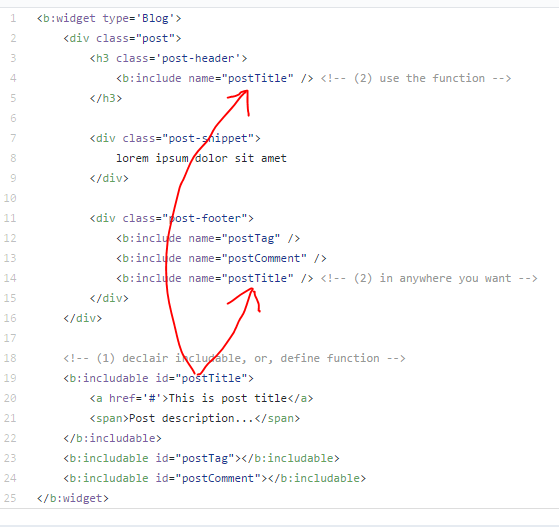 1 <b:widget type='Blog'>
2 <div class="post">
3 <h3 class='post-header'>
4 <b:include name="postTitle" /> <!-- (2) use the function -->
5 </h3>
6
7 <div class="post-snippet">
8 lorem ipsum dolor sit amet
9 </div>
10
11 <div class="post-footer">
12 <b:include name="postTag" />
13 <b:include name="postComment" />
14 <b:include name="postTitle" /> <!-- (2) in anywhere you want -->
15 </div>
16 </div>
17
18 <!-- (1) declair includable, or, define function -->
19 <b:includable id="postTitle">
20 <a href='#'>This is post title</a>
21 <span>Post description...</span>
22 </b:includable>
23 <b:includable id="postTag"></b:includable>
24 <b:includable id="postComment"></b:includable>
25 </b:widget>